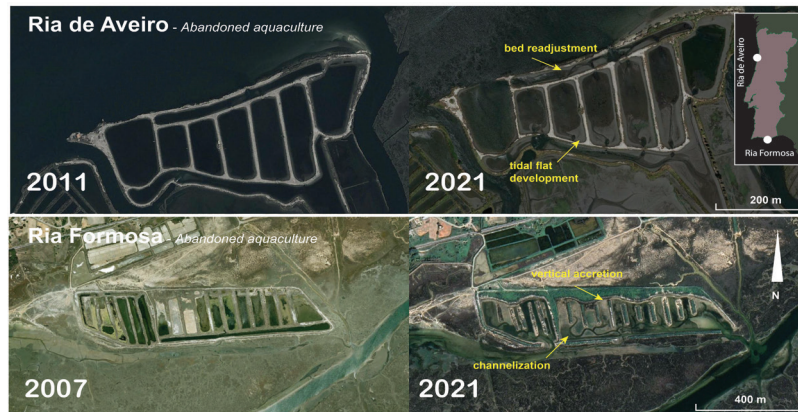 Ria de Aveiro - Abandoned aquaculture
2011
bed readjustment
tidal flat
development
2021
200 m
Ria de Aveiro
Ria Formosa
Ria Formosa - Abandoned aquaculture
2007
vertical accretion
channelization
2021
N
400 m